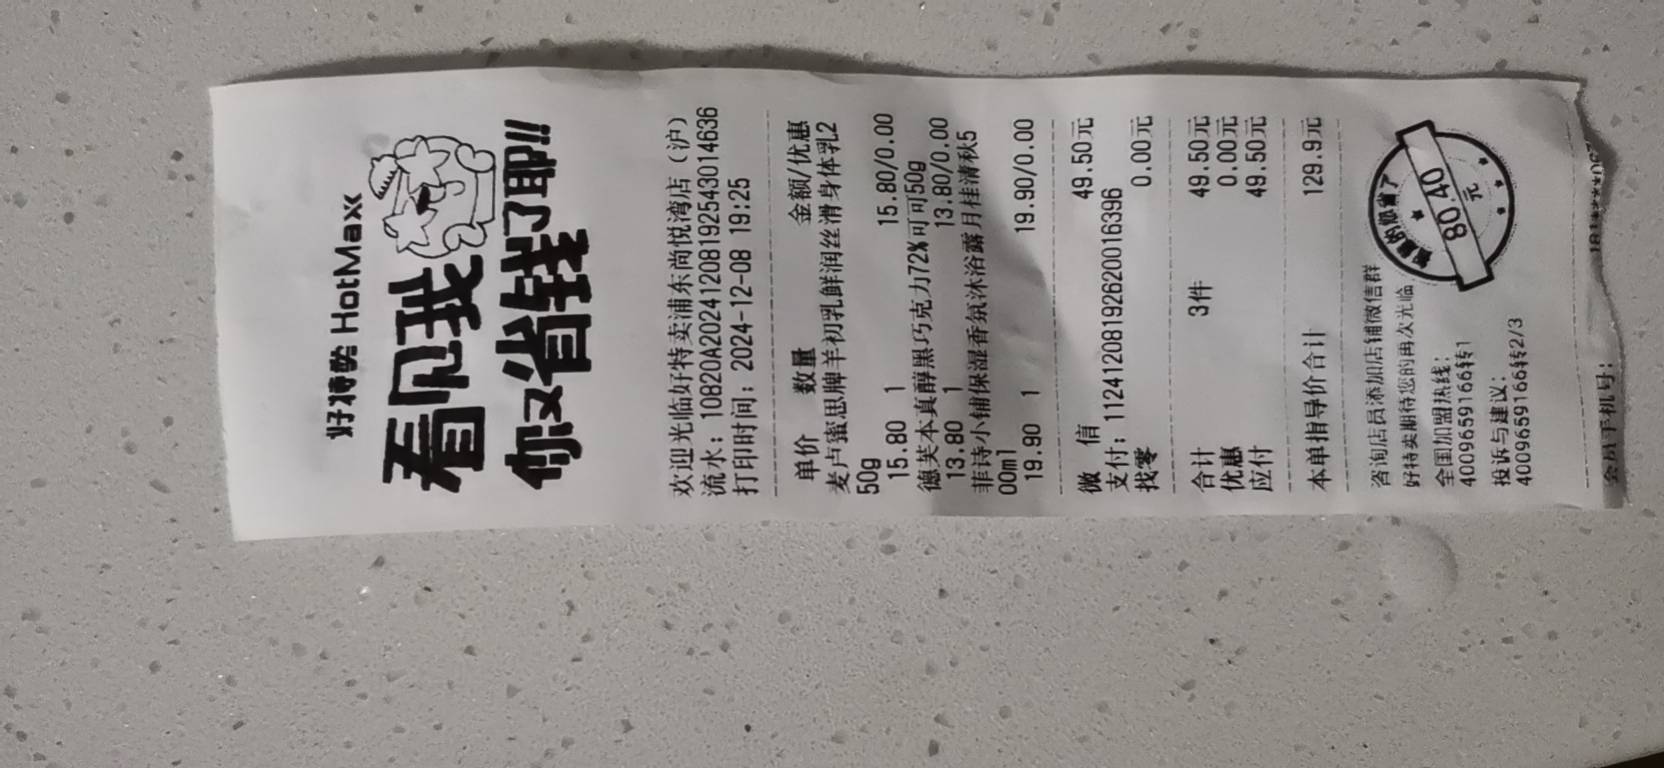 好特卖 HotMaxx
看见我
你又省钱了耶!!
欢迎光临好特卖浦东尚悦湾店（沪）
流水：10B20A202412081925430146​36
打印时间：2024-12-08 19:25
单价 数量 金额/优惠
麦卢蜜思牌羊初乳鲜润丝滑身体乳2
50g
15.80 1 15.80/0.00
德芙本真醇黑巧克力72%可可50g
13.80 1 13.80/0.00
菲诗小铺保湿香氛沐浴露月桂清秋5
00ml
19.90 1 19.90/0.00
微 信 49.50元
支付：112412081926200163​96
找零 0.00元
合计 3件 49.50元
优惠 0.00元
应付 49.50元
本单指导价合计 129.9元
咨询店员添加店铺微信群
好特卖期待您的再次光临
全国加盟热线：
4009659166转1
投诉与建议：
4009659166转2/3
的您省了
80.40
元
会员手机号：